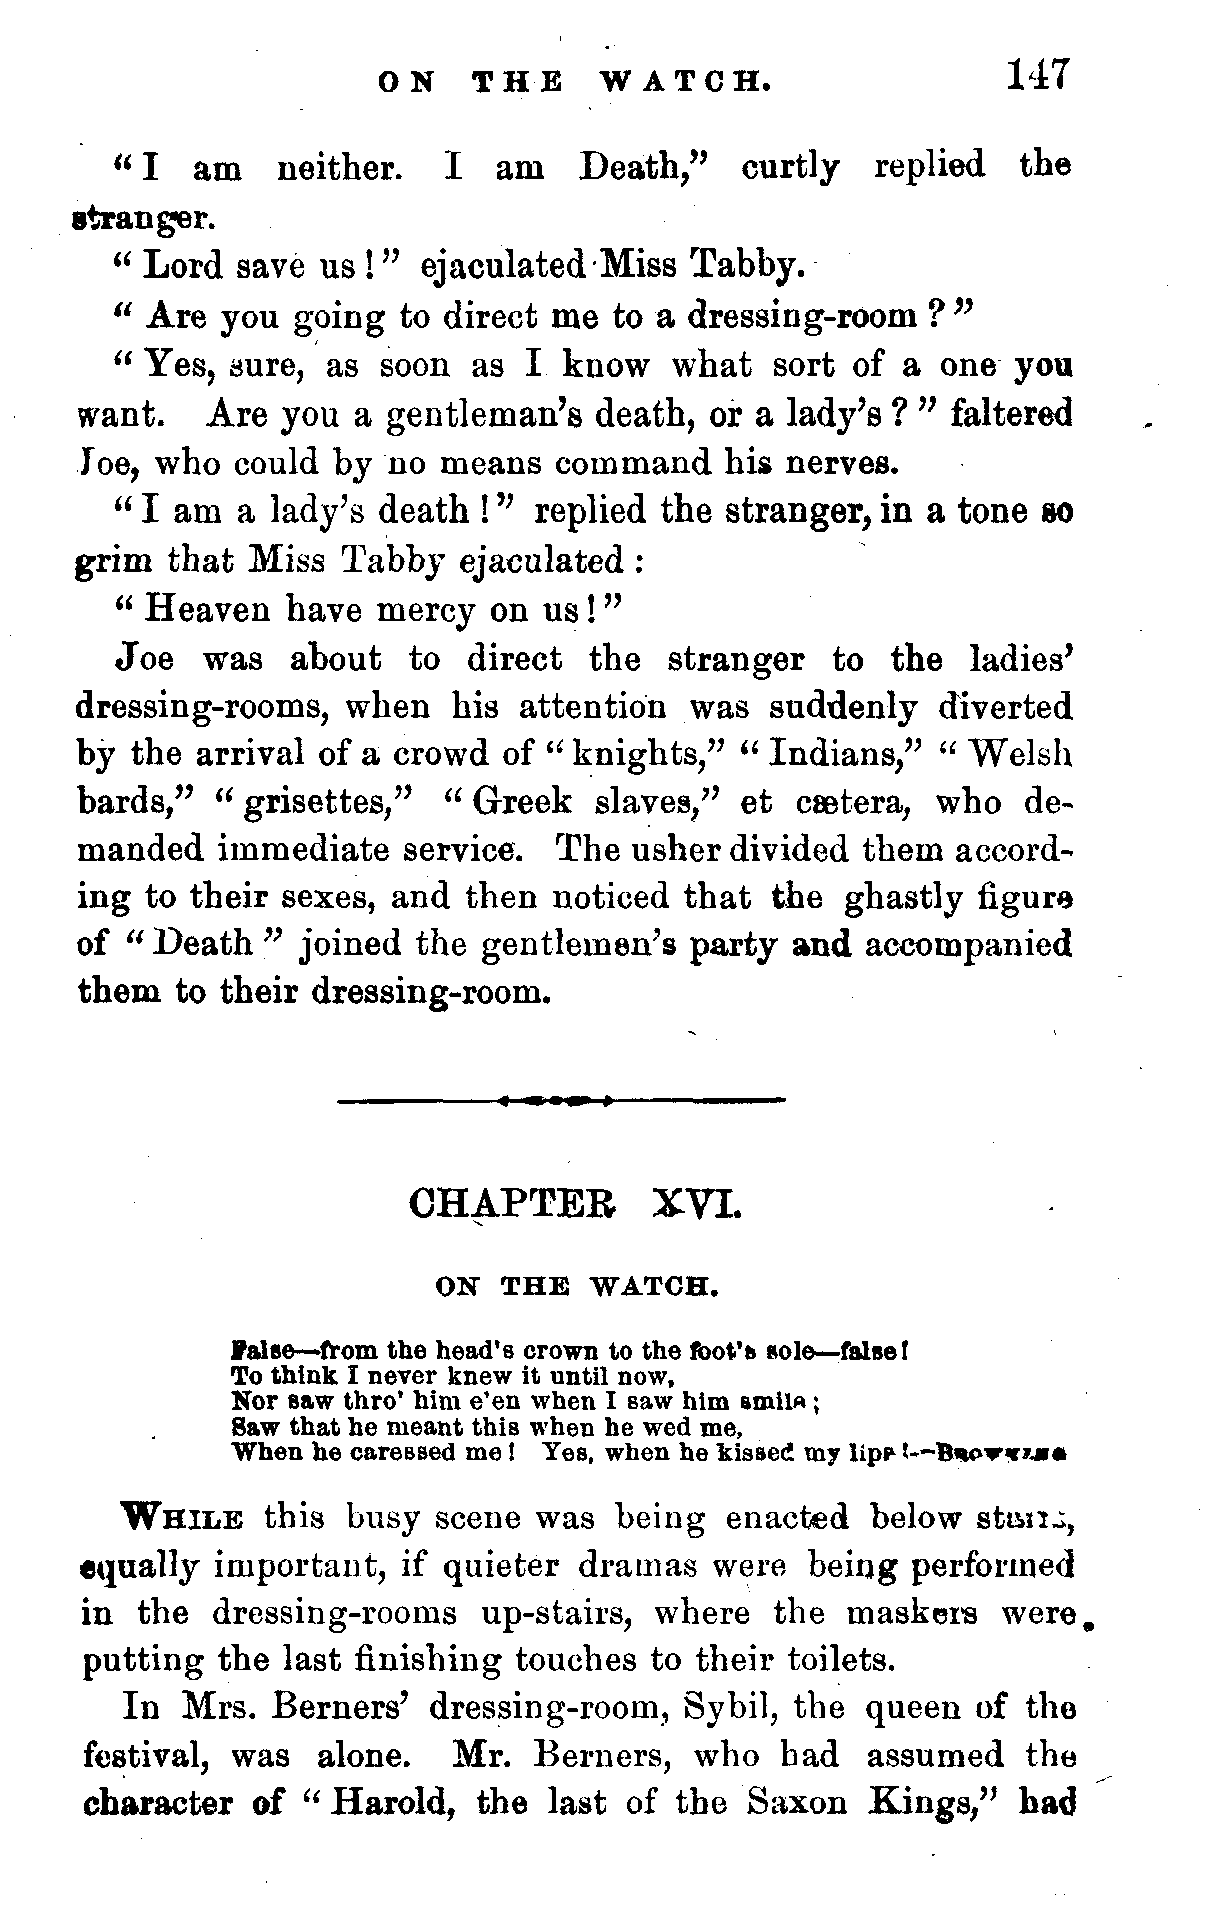 ON THE WATCH. 147
“I am neither. I am Death,” curtly replied the
stranger.
“Lord save us!” ejaculated Miss Tabby.
“Are you going to direct me to a dressing-room?”
“Yes, sure, as soon as I know what sort of a one you
want. Are you a gentleman’s death, or a lady’s?” faltered
Joe, who could by no means command his nerves.
“I am a lady’s death!” replied the stranger, in a tone so
grim that Miss Tabby ejaculated:
“Heaven have mercy on us!”
Joe was about to direct the stranger to the ladies’
dressing-rooms, when his attention was suddenly diverted
by the arrival of a crowd of “knights,” “Indians,” “Welsh
bards,” “grisettes,” “Greek slaves,” et cætera, who de-
manded immediate service. The usher divided them accord-
ing to their sexes, and then noticed that the ghastly figure
of “Death” joined the gentlemen’s party and accompanied
them to their dressing-room.
CHAPTER XVI.
ON THE WATCH.
False—from the head’s crown to the foot’s sole—false!
To think I never knew it until now,
Nor saw thro’ him e’en when I saw him smile;
Saw that he meant this when he wed me,
When he caressed me! Yes, when he kissed my lips!—Browning
WHILE this busy scene was being enacted below stairs,
equally important, if quieter dramas were being performed
in the dressing-rooms up-stairs, where the maskers were
putting the last finishing touches to their toilets.
In Mrs. Berners’ dressing-room, Sybil, the queen of the
festival, was alone. Mr. Berners, who had assumed the
character of “Harold, the last of the Saxon Kings,” had